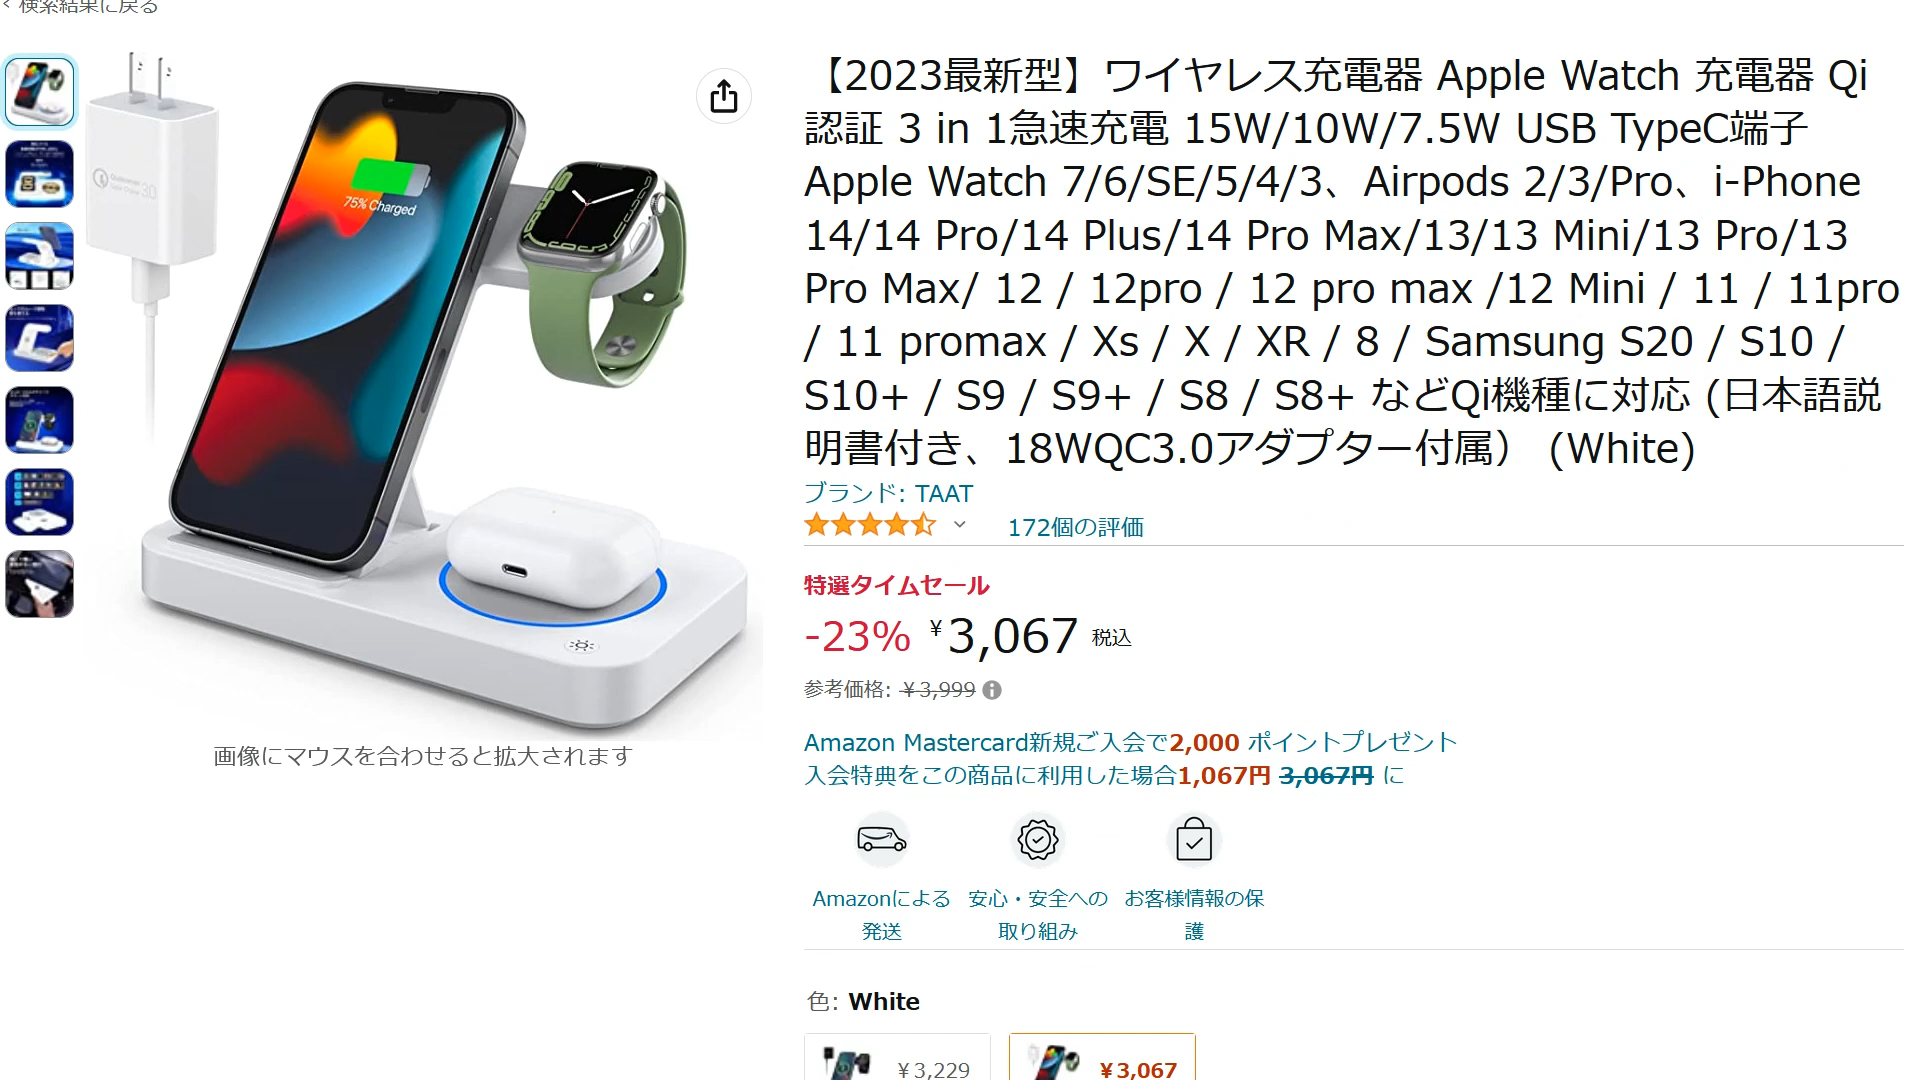 ‹ 検索結果に戻る
【2023最新型】ワイヤレス充電器 Apple Watch 充電器 Qi
認証 3 in 1急速充電 15W/10W/7.5W USB TypeC端子
Apple Watch 7/6/SE/5/4/3、Airpods 2/3/Pro、i-Phone
14/14 Pro/14 Plus/14 Pro Max/13/13 Mini/13 Pro/13
Pro Max/ 12 / 12pro / 12 pro max /12 Mini / 11 / 11pro
/ 11 promax / Xs / X / XR / 8 / Samsung S20 / S10 /
S10+ / S9 / S9+ / S8 / S8+ などQi機種に対応 (日本語説
明書付き、18WQC3.0アダプター付属） (White)
ブランド: TAAT
172個の評価
特選タイムセール
-23% ￥3,067 税込
参考価格: ￥3,999
Amazon Mastercard新規ご入会で2,000 ポイントプレゼント
入会特典をこの商品に利用した場合1,067円 3,067円 に
Amazonによる
発送
安心・安全への
取り組み
お客様情報の保
護
色: White
￥3,229
￥3,067
75% Charged
3.0
画像にマウスを合わせると拡大されます